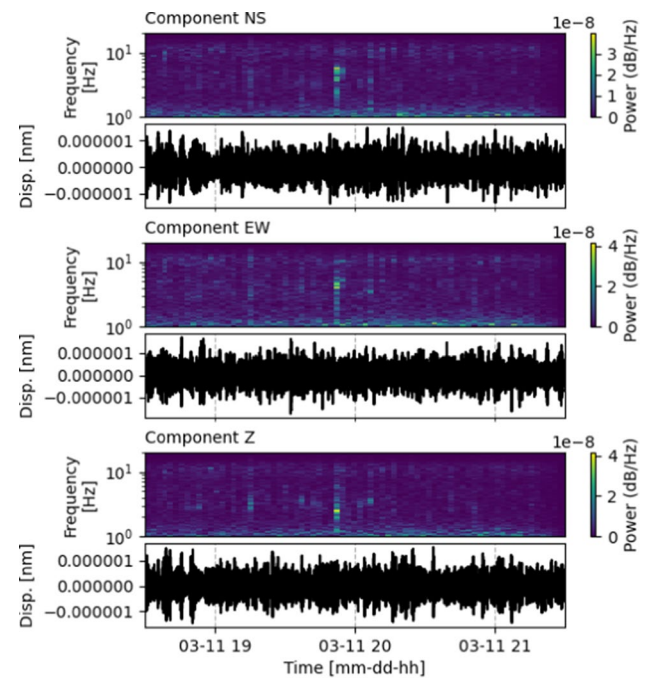 Component NS
1e−8
10¹
10⁰
Frequency
[Hz]
3
2
1
0
Power (dB/Hz)
0.000001
0.000000
−0.000001
Disp. [nm]
Component EW
1e−8
10¹
10⁰
Frequency
[Hz]
4
2
0
Power (dB/Hz)
0.000001
0.000000
−0.000001
Disp. [nm]
Component Z
1e−8
10¹
10⁰
Frequency
[Hz]
4
2
0
Power (dB/Hz)
0.000001
0.000000
−0.000001
Disp. [nm]
03-11 19
03-11 20
03-11 21
Time [mm-dd-hh]